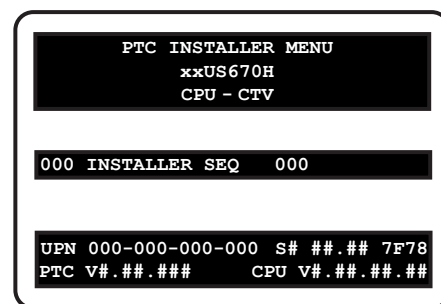 PTC INSTALLER MENU
xxUS670H
CPU – CTV
000 INSTALLER SEQ 000
UPN 000-000-000-000 S# ##.## 7F78
PTC V#.##.### CPU V#.##.##.##